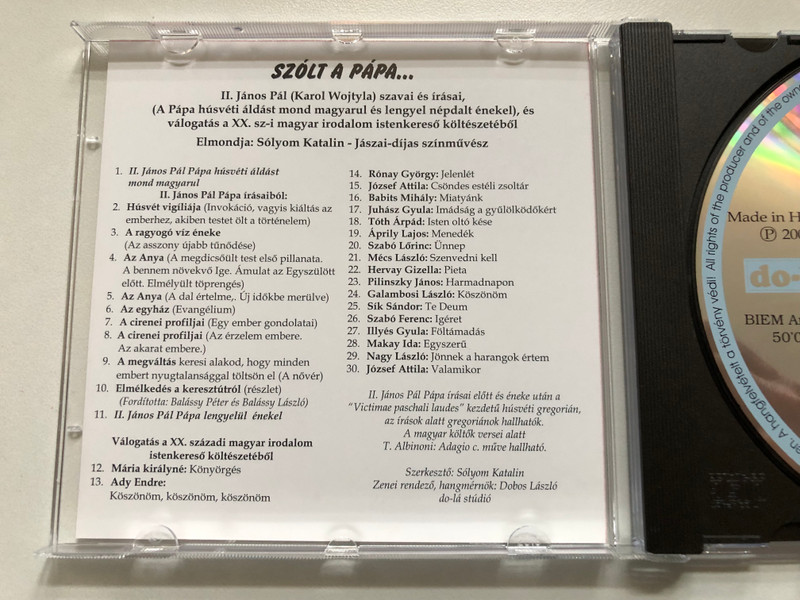 SZÓLT A PÁPA...
II. János Pál (Karol Wojtyla) szavai és írásai,
(A Pápa húsvéti áldást mond magyarul és lengyel népdalt énekel), és
válogatás a XX. sz-i magyar irodalom istenkereső költészetéből
Elmondja: Sólyom Katalin - Jászai-díjas színművész
1. II. János Pál Pápa húsvéti áldást
mond magyarul
II. János Pál Pápa írásaiból:
2. Húsvét vigíliája (Invokáció, vagyis kiáltás az
emberhez, akiben testet ölt a történelem)
3. A ragyogó víz éneke
(Az asszony újabb tűnődése)
4. Az Anya (A megdicsőült test első pillanata.
A bennem növekvő Ige. Ámulat az Egyszülött
előtt. Elmélyült töprengés)
5. Az Anya (A dal értelme,. Új időkbe merülve)
6. Az egyház (Evangélium)
7. A cirenei profiljai (Egy ember gondolatai)
8. A cirenei profiljai (Az érzelem embere.
Az akarat embere.)
9. A megváltás keresi alakod, hogy minden
embert nyugtalansággal töltsön el (A nővér)
10. Elmélkedés a keresztútról (részlet)
(Fordította: Balássy Péter és Balássy László)
11. II. János Pál Pápa lengyelül énekel
Válogatás a XX. századi magyar irodalom
istenkereső költészetéből
12. Mária királyné: Könyörgés
13. Ady Endre:
Köszönöm, köszönöm, köszönöm
14. Rónay György: Jelenlét
15. József Attila: Csöndes estéli zsoltár
16. Babits Mihály: Miatyánk
17. Juhász Gyula: Imádság a gyűlölködőkért
18. Tóth Árpád: Isten oltó kése
19. Áprily Lajos: Menedék
20. Szabó Lőrinc: Ünnep
21. Mécs László: Szenvedni kell
22. Hervay Gizella: Pieta
23. Pilinszky János: Harmadnapon
24. Galambosi László: Köszönöm
25. Sík Sándor: Te Deum
26. Szabó Ferenc: Igéret
27. Illyés Gyula: Föltámadás
28. Makay Ida: Egyszerű
29. Nagy László: Jönnek a harangok értem
30. József Attila: Valamikor
II. János Pál Pápa írásai előtt és éneke után a
"Victimae paschali laudes" kezdetű húsvéti gregorián,
az írások alatt gregoriánok hallhatók.
A magyar költők versei alatt
T. Albinoni: Adagio c. műve hallható.
Szerkesztő: Sólyom Katalin
Zenei rendező, hangmérnök: Dobos László
do-lá stúdió
A hangfelvételt a törvény védi! All rights of the producer and of the owne
Made in H
℗ 200
do-
BIEM A
50'0